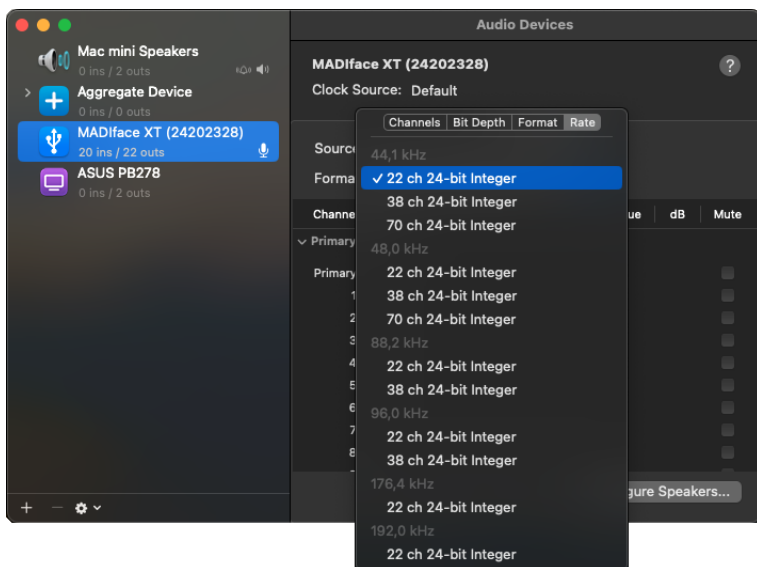 Audio Devices
Mac mini Speakers
0 ins / 2 outs
Aggregate Device
0 ins / 0 outs
MADIface XT (24202328)
20 ins / 22 outs
ASUS PB278
0 ins / 2 outs
MADIface XT (24202328)
?
Clock Source: Default
Channels Bit Depth Format Rate
Sourc
Forma
44,1 kHz
✓ 22 ch 24-bit Integer
38 ch 24-bit Integer
70 ch 24-bit Integer
48,0 kHz
22 ch 24-bit Integer
38 ch 24-bit Integer
70 ch 24-bit Integer
88,2 kHz
22 ch 24-bit Integer
38 ch 24-bit Integer
96,0 kHz
22 ch 24-bit Integer
38 ch 24-bit Integer
176,4 kHz
22 ch 24-bit Integer
192,0 kHz
22 ch 24-bit Integer
Channe
ue dB Mute
Primary
Primary
1
2
3
4
5
6
7
8
gure Speakers...